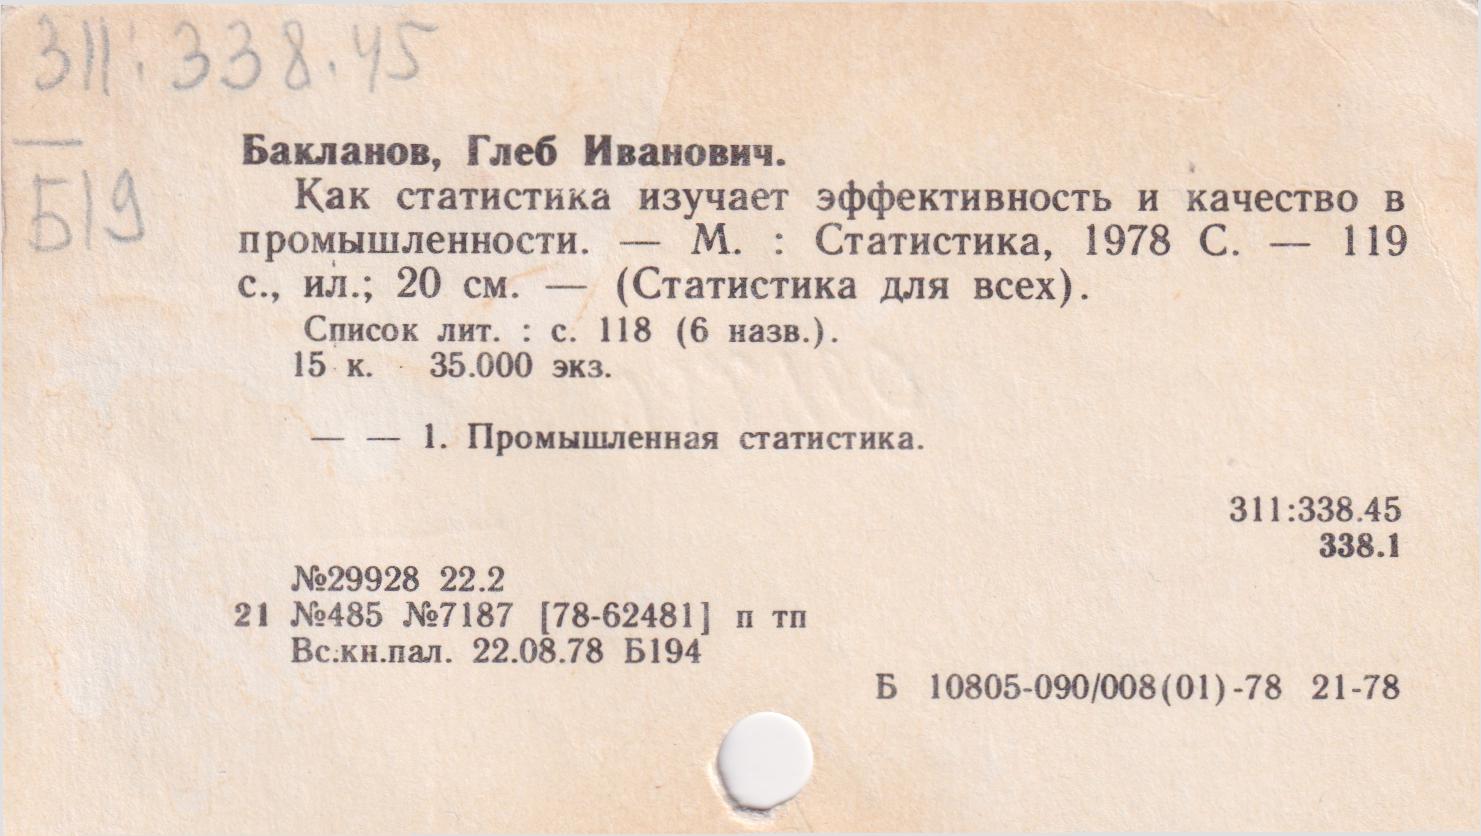 311:338.45
Б19
Бакланов, Глеб Иванович.
Как статистика изучает эффективность и качество в
промышленности. — М. : Статистика, 1978 С. — 119
с., ил.; 20 см. — (Статистика для всех).
Список лит. : с. 118 (6 назв.).
15 к. 35.000 экз.
— — 1. Промышленная статистика.
311:338.45
338.1
№29928 22.2
21 №485 №7187 [78-62481] п тп
Вс.кн.пал. 22.08.78 Б194
Б 10805-090/008(01)-78 21-78